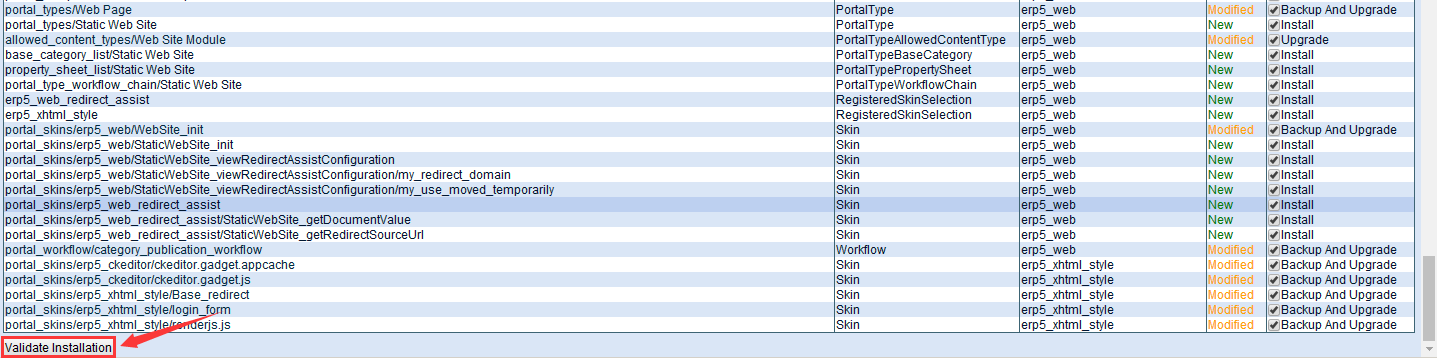 portal_types/Web Page PortalType erp5_web Modified Backup And Upgrade
portal_types/Static Web Site PortalType erp5_web New Install
allowed_content_types/Web Site Module PortalTypeAllowedContentType erp5_web Modified Upgrade
base_category_list/Static Web Site PortalTypeBaseCategory erp5_web New Install
property_sheet_list/Static Web Site PortalTypePropertySheet erp5_web New Install
portal_type_workflow_chain/Static Web Site PortalTypeWorkflowChain erp5_web New Install
erp5_web_redirect_assist RegisteredSkinSelection erp5_web New Install
erp5_xhtml_style RegisteredSkinSelection erp5_web New Install
portal_skins/erp5_web/WebSite_init Skin erp5_web Modified Backup And Upgrade
portal_skins/erp5_web/StaticWebSite_init Skin erp5_web New Install
portal_skins/erp5_web/StaticWebSite_viewRedirectAssistConfiguration Skin erp5_web New Install
portal_skins/erp5_web/StaticWebSite_viewRedirectAssistConfiguration/my_redirect_domain Skin erp5_web New Install
portal_skins/erp5_web/StaticWebSite_viewRedirectAssistConfiguration/my_use_moved_temporarily Skin erp5_web New Install
portal_skins/erp5_web_redirect_assist Skin erp5_web New Install
portal_skins/erp5_web_redirect_assist/StaticWebSite_getDocumentValue Skin erp5_web New Install
portal_skins/erp5_web_redirect_assist/StaticWebSite_getRedirectSourceUrl Skin erp5_web New Install
portal_workflow/category_publication_workflow Workflow erp5_web Modified Backup And Upgrade
portal_skins/erp5_ckeditor/ckeditor.gadget.appcache Skin erp5_xhtml_style Modified Backup And Upgrade
portal_skins/erp5_ckeditor/ckeditor.gadget.js Skin erp5_xhtml_style Modified Backup And Upgrade
portal_skins/erp5_xhtml_style/Base_redirect Skin erp5_xhtml_style Modified Backup And Upgrade
portal_skins/erp5_xhtml_style/login_form Skin erp5_xhtml_style Modified Backup And Upgrade
portal_skins/erp5_xhtml_style/renderjs.js Skin erp5_xhtml_style Modified Backup And Upgrade
Validate Installation